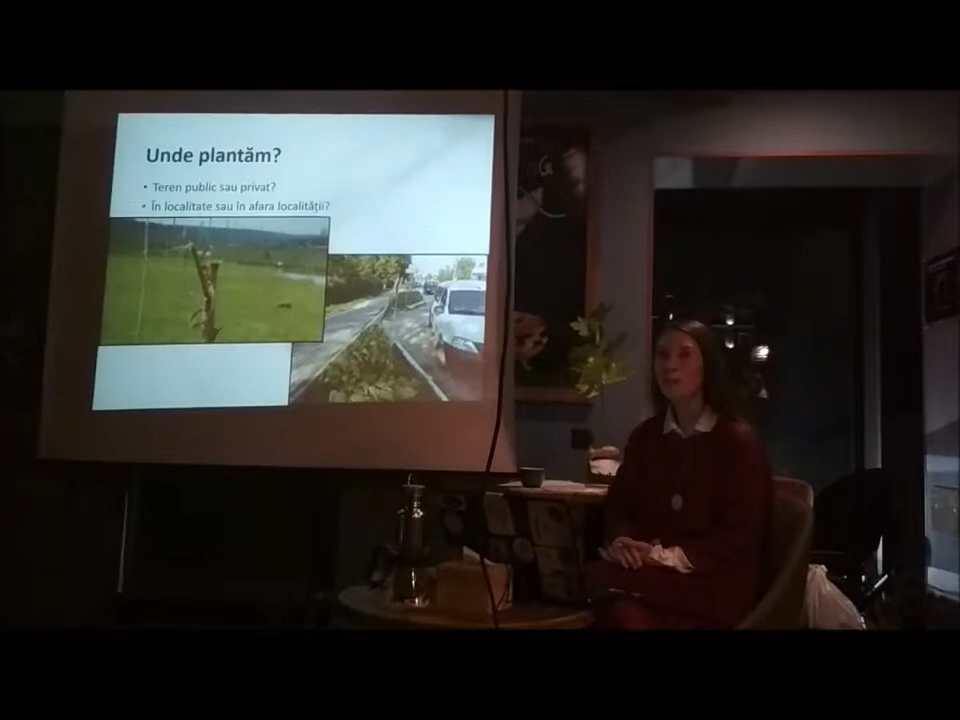 Unde plantăm?
• Teren public sau privat?
• În localitate sau în afara localității?